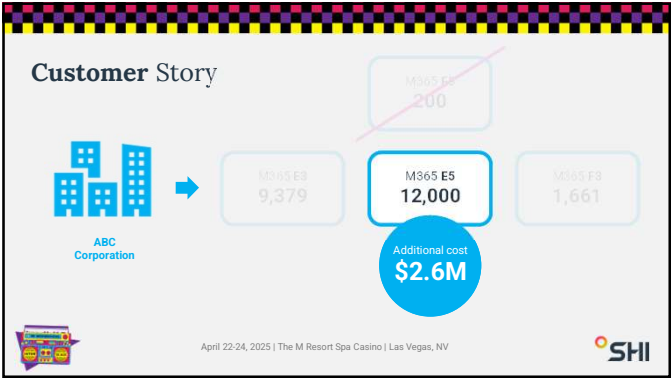 Customer Story
M365 E5
200
M365 E3
9,379
M365 E5
12,000
M365 F3
1,661
Additional cost
$2.6M
ABC
Corporation
April 22-24, 2025 | The M Resort Spa Casino | Las Vegas, NV
SHI